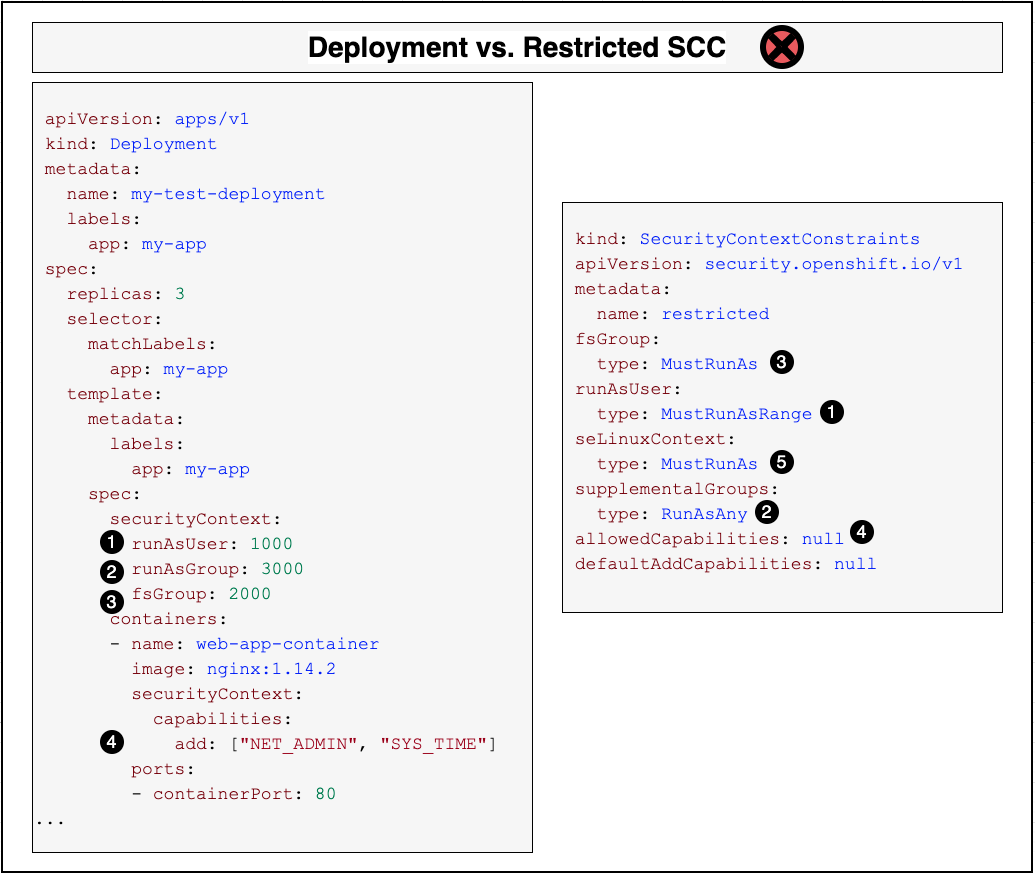 Deployment vs. Restricted SCC
apiVersion: apps/v1
kind: Deployment
metadata:
  name: my-test-deployment
  labels:
    app: my-app
spec:
  replicas: 3
  selector:
    matchLabels:
      app: my-app
  template:
    metadata:
      labels:
        app: my-app
    spec:
      securityContext:
1 runAsUser: 1000
2 runAsGroup: 3000
3 fsGroup: 2000
      containers:
      - name: web-app-container
        image: nginx:1.14.2
        securityContext:
          capabilities:
4 add: ["NET_ADMIN", "SYS_TIME"]
        ports:
        - containerPort: 80
...
kind: SecurityContextConstraints
apiVersion: security.openshift.io/v1
metadata:
  name: restricted
fsGroup:
  type: MustRunAs 3
runAsUser:
  type: MustRunAsRange 1
seLinuxContext:
  type: MustRunAs 5
supplementalGroups:
  type: RunAsAny 2
allowedCapabilities: null 4
defaultAddCapabilities: null